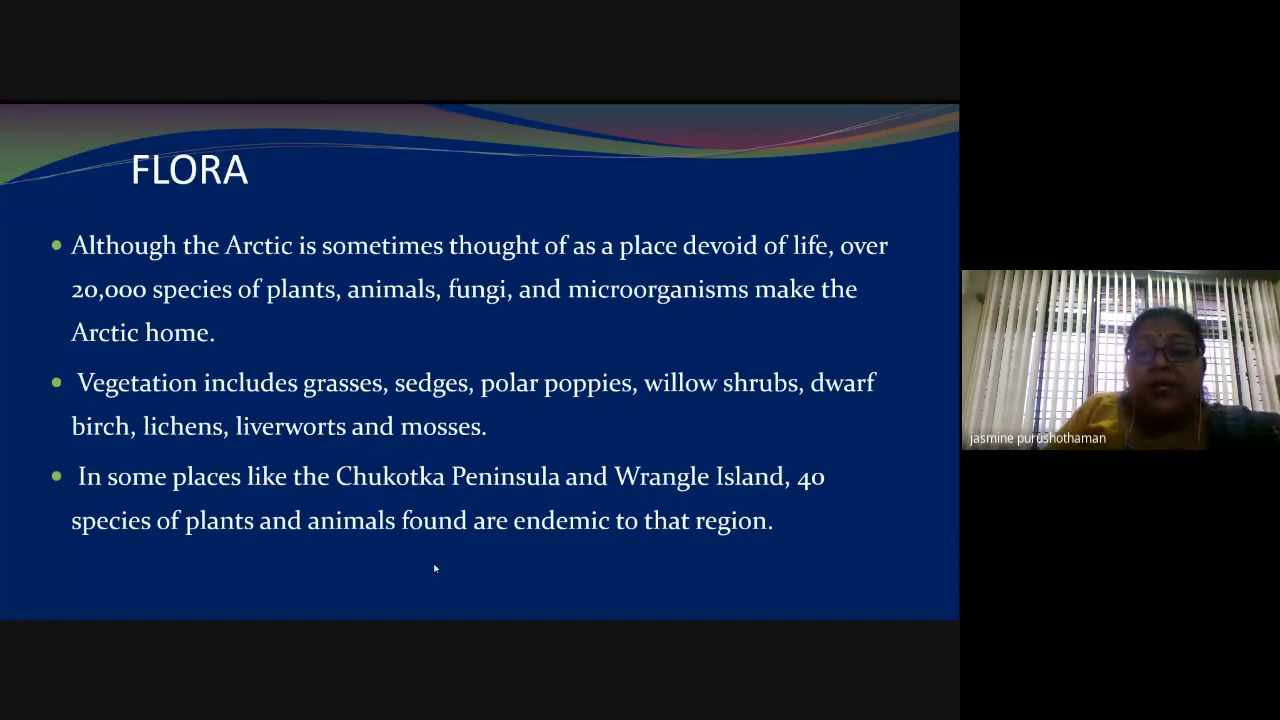 FLORA
Although the Arctic is sometimes thought of as a place devoid of life, over
20,000 species of plants, animals, fungi, and microorganisms make the
Arctic home.
Vegetation includes grasses, sedges, polar poppies, willow shrubs, dwarf
birch, lichens, liverworts and mosses.
In some places like the Chukotka Peninsula and Wrangle Island, 40
species of plants and animals found are endemic to that region.
jasmine purushothaman